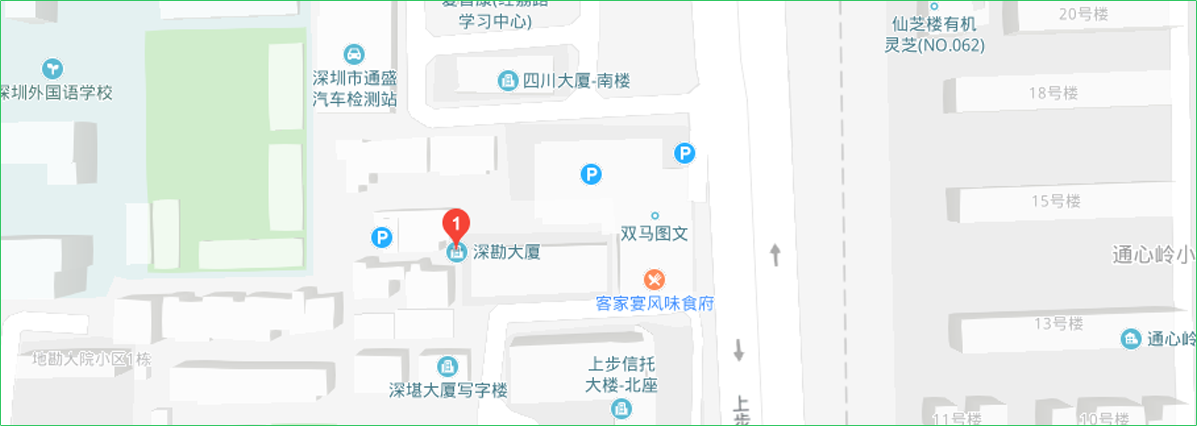 学习中心)
仙芝楼有机
灵芝(NO.062)
20号楼
深圳外国语学校
深圳市通盛
汽车检测站
四川大厦-南楼
18号楼
P
P
15号楼
1
P
深勘大厦
双马图文
通心岭小
客家宴风味食府
13号楼
通心岭
地勘大院小区1栋
深堪大厦写字楼
上步信托
大楼-北座
上步
11号楼
10号楼